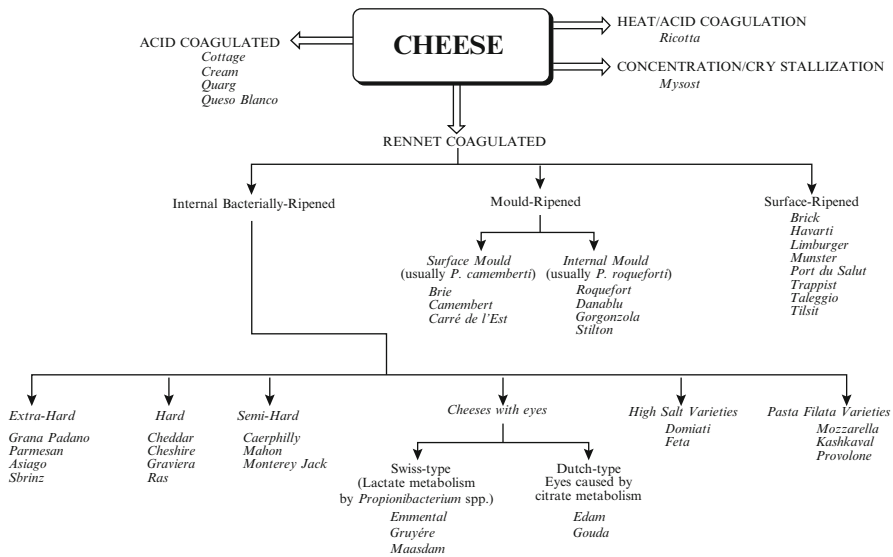 CHEESE
ACID COAGULATED
Cottage
Cream
Quarg
Queso Blanco
HEAT/ACID COAGULATION
Ricotta
CONCENTRATION/CRY STALLIZATION
Mysost
RENNET COAGULATED
Internal Bacterially-Ripened
Mould-Ripened
Surface Mould
(usually P. camemberti)
Brie
Camembert
Carré de l'Est
Internal Mould
(usually P. roqueforti)
Roquefort
Danablu
Gorgonzola
Stilton
Surface-Ripened
Brick
Havarti
Limburger
Munster
Port du Salut
Trappist
Taleggio
Tilsit
Extra-Hard
Grana Padano
Parmesan
Asiago
Sbrinz
Hard
Cheddar
Cheshire
Graviera
Ras
Semi-Hard
Caerphilly
Mahon
Monterey Jack
Cheeses with eyes
Swiss-type
(Lactate metabolism
by Propionibacterium spp.)
Emmental
Gruyére
Maasdam
Dutch-type
Eyes caused by
citrate metabolism
Edam
Gouda
High Salt Varieties
Domiati
Feta
Pasta Filata Varieties
Mozzarella
Kashkaval
Provolone